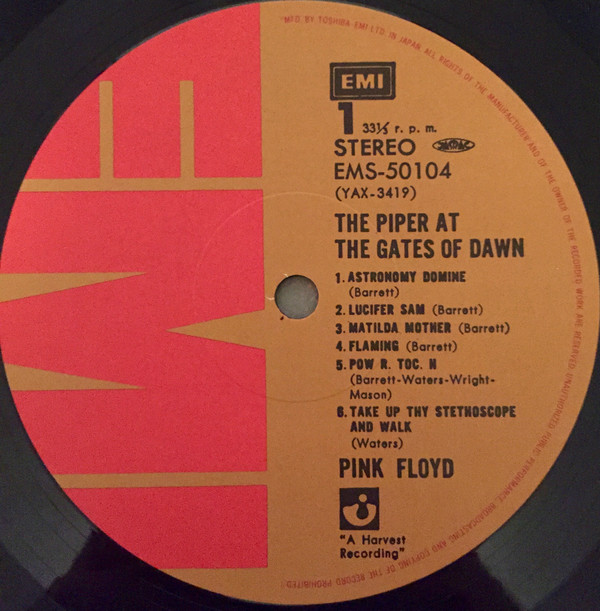 "MFG. BY TOSHIBA-EMI LTD. IN JAPAN. ALL RIGHTS OF THE MANUFACTURER AND OF THE OWNER OF THE RECORDED WORK ARE RESERVED. UNAUTHORIZED PUBLIC PERFORMANCE, BROADCASTING AND COPYING OF THE RECORD PROHIBITED!
EMI
1 33⅓ r. p. m.
STEREO
EMS-50104
(YAX-3419)
THE PIPER AT
THE GATES OF DAWN
1. ASTRONOMY DOMINE
(Barrett)
2. LUCIFER SAM (Barrett)
3. MATILDA MOTHER (Barrett)
4. FLAMING (Barrett)
5. POW R. TOC. H
(Barrett-Waters-Wright-
Mason)
6. TAKE UP THY STETHOSCOPE
AND WALK
(Waters)
PINK FLOYD
"A Harvest
Recording"
EMI